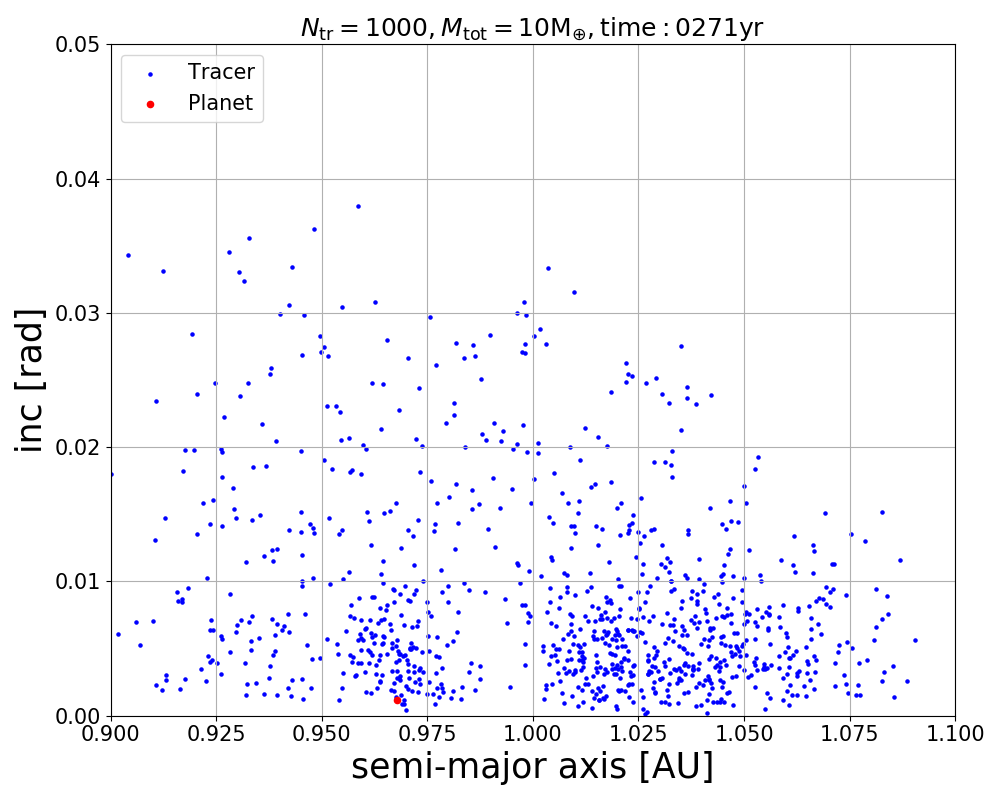 N_tr = 1000, M_tot = 10M_⊕, time : 0271yr
Tracer
Planet
inc [rad]
0.05
0.04
0.03
0.02
0.01
0.00
0.900 0.925 0.950 0.975 1.000 1.025 1.050 1.075 1.100
semi-major axis [AU]